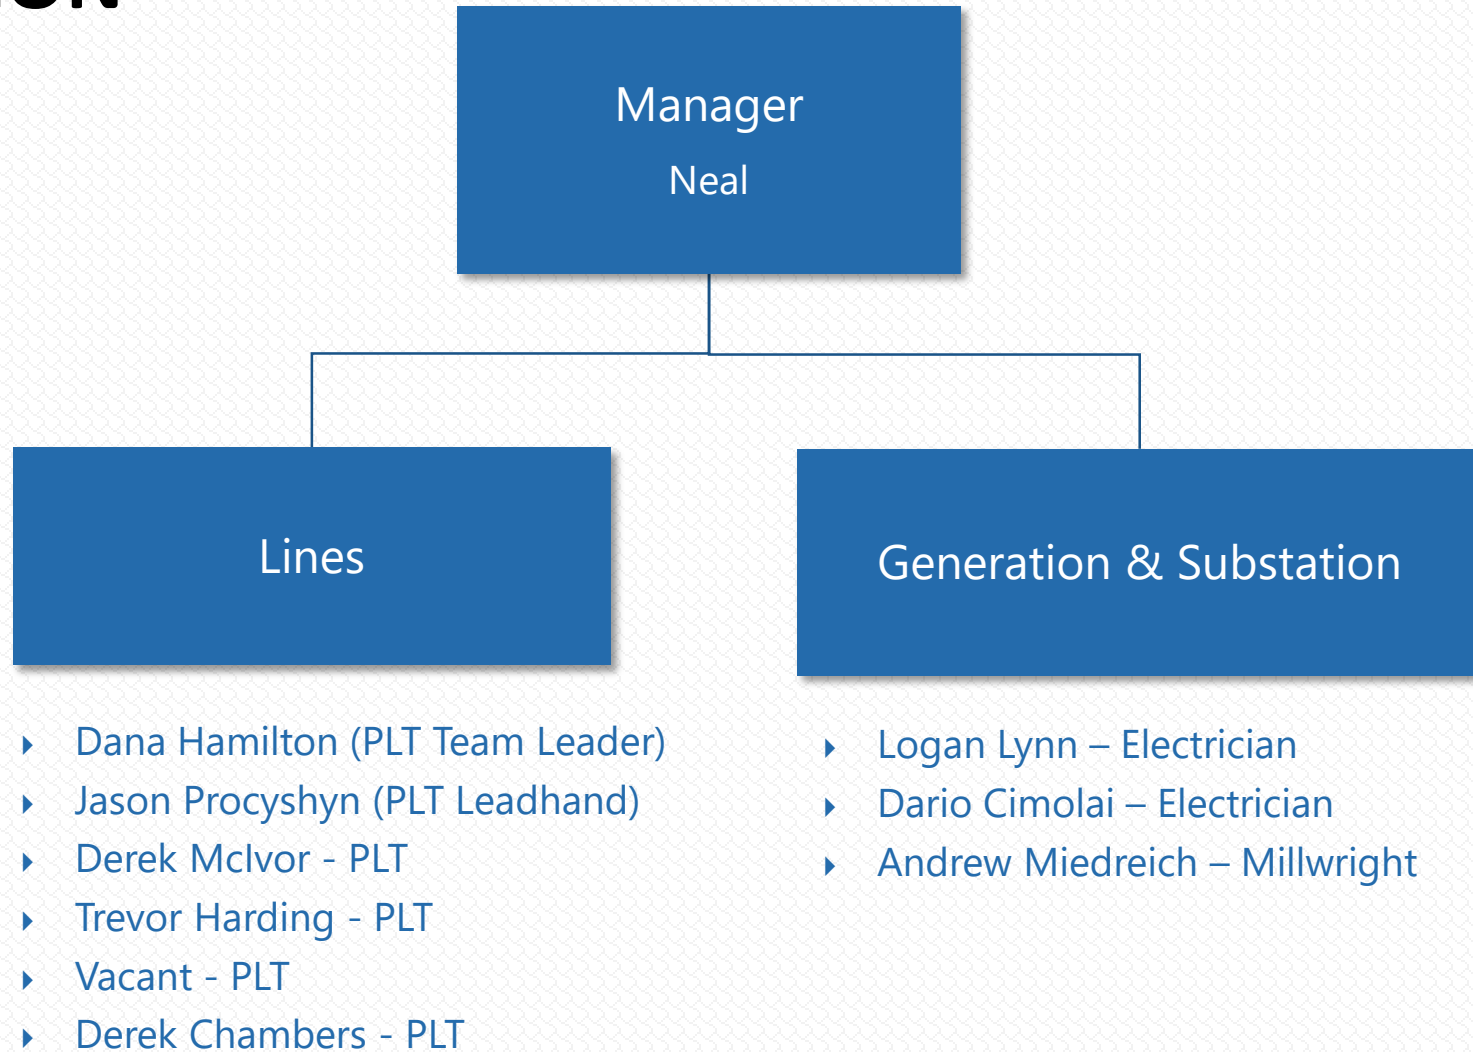 Manager
Neal
Lines
Generation & Substation
Dana Hamilton (PLT Team Leader)
Jason Procyshyn (PLT Leadhand)
Derek McIvor - PLT
Trevor Harding - PLT
Vacant - PLT
Derek Chambers - PLT
Logan Lynn – Electrician
Dario Cimolai – Electrician
Andrew Miedreich – Millwright